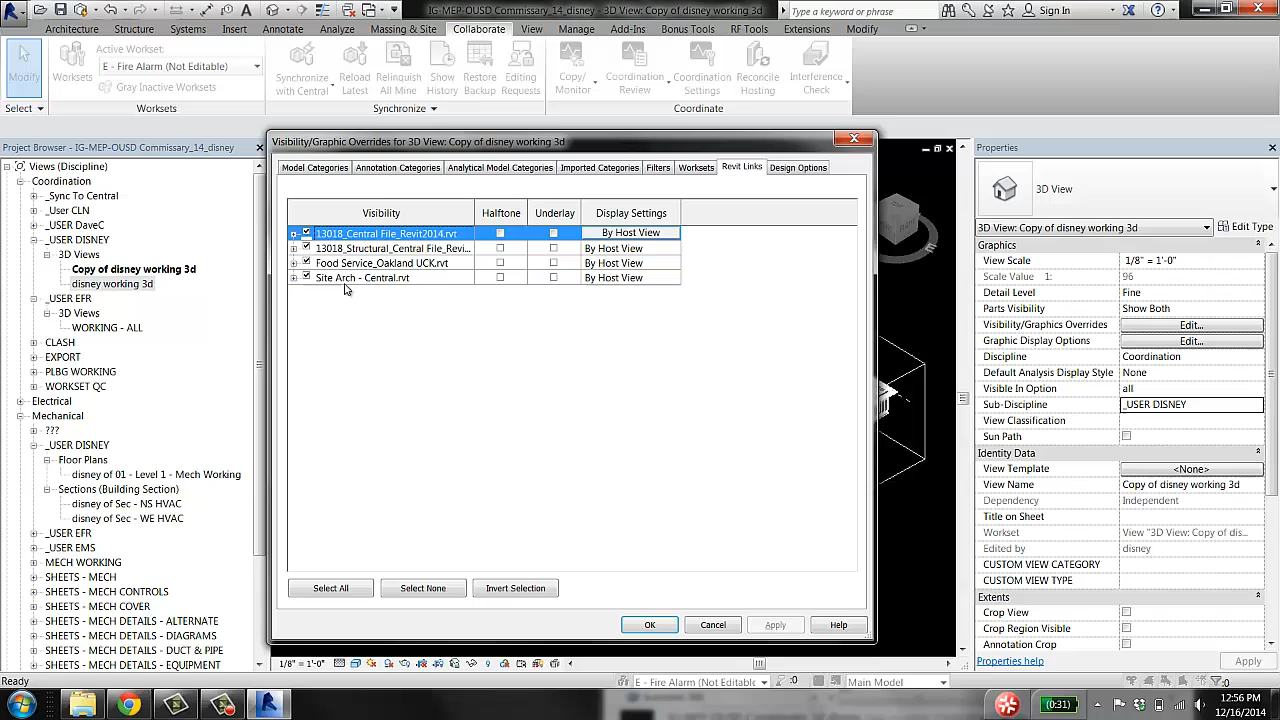 IG-MEP-OUSD Commissary_14_disney - 3D View: Copy of disney working 3d
Type a keyword or phrase
Sign In
Architecture Structure Systems Insert Annotate Analyze Massing & Site Collaborate View Manage Add-Ins Bonus Tools RF Tools Extensions Modify
Modify
Worksets
Active Workset:
E - Fire Alarm (Not Editable)
Gray Inactive Worksets
Synchronize with Central
Reload Latest
Relinquish All Mine
Show History
Restore Backup
Editing Requests
Copy/ Monitor
Coordination Review
Coordination Settings
Reconcile Hosting
Interference Check
Select
Worksets
Synchronize
Coordinate
Project Browser - IG-MEP-OUSD Commissary_14_disney
Views (Discipline)
Coordination
_Sync To Central
_User CLN
_USER DaveC
_USER DISNEY
3D Views
Copy of disney working 3d
disney working 3d
_USER EFR
3D Views
WORKING - ALL
CLASH
EXPORT
PLBG WORKING
WORKSET QC
Electrical
Mechanical
???
_USER DISNEY
Floor Plans
disney of 01 - Level 1 - Mech Working
Sections (Building Section)
disney of Sec - NS HVAC
disney of Sec - WE HVAC
_USER EFR
_USER EMS
MECH WORKING
SHEETS - MECH
SHEETS - MECH CONTROLS
SHEETS - MECH COVER
SHEETS - MECH DETAILS - ALTERNATE
SHEETS - MECH DETAILS - DIAGRAMS
SHEETS - MECH DETAILS - DUCT & PIPE
SHEETS - MECH DETAILS - EQUIPMENT
Visibility/Graphic Overrides for 3D View: Copy of disney working 3d
Model Categories Annotation Categories Analytical Model Categories Imported Categories Filters Worksets Revit Links Design Options
Visibility Halftone Underlay Display Settings
13018_Central File_Revit2014.rvt By Host View
13018_Structural_Central File_Revi... By Host View
Food Service_Oakland UCK.rvt By Host View
Site Arch - Central.rvt By Host View
Select All Select None Invert Selection
OK Cancel Apply Help
Properties
3D View
3D View: Copy of disney working 3d Edit Type
Graphics
View Scale 1/8" = 1'-0"
Scale Value 1: 96
Detail Level Fine
Parts Visibility Show Both
Visibility/Graphics Overrides Edit...
Graphic Display Options Edit...
Discipline Coordination
Default Analysis Display Style None
Visible In Option all
Sub-Discipline _USER DISNEY
View Classification
Sun Path
Identity Data
View Template <None>
View Name Copy of disney working 3d
Dependency Independent
Title on Sheet
Workset View "3D View: Copy of dis...
Edited by disney
CUSTOM VIEW CATEGORY
CUSTOM VIEW TYPE
Extents
Crop View
Crop Region Visible
Annotation Crop
Properties help Apply
1/8" = 1'-0"
Ready
E - Fire Alarm (Not Editable
:0
Main Model
:0
(0:31)
12:56 PM
12/16/2014